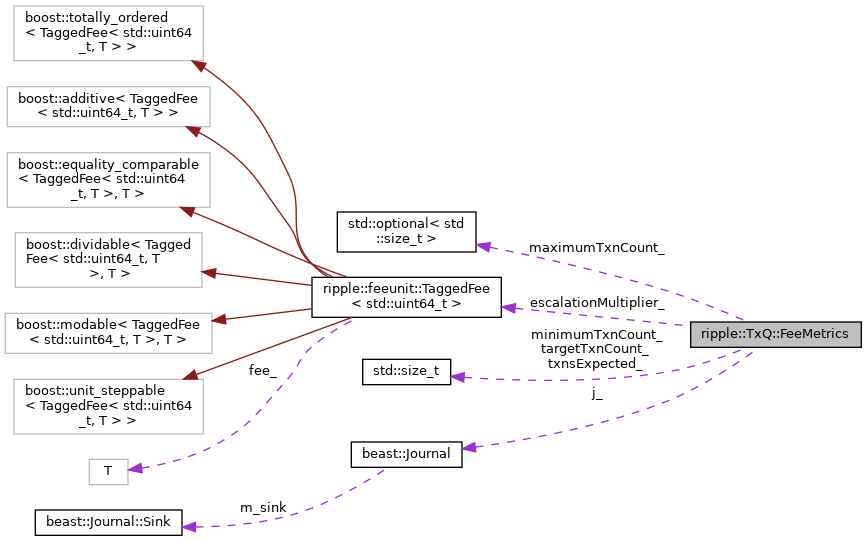 boost::totally_ordered
< TaggedFee< std::uint64
_t, T > >
boost::additive< TaggedFee
< std::uint64_t, T > >
boost::equality_comparable
< TaggedFee< std::uint64
_t, T >, T >
boost::dividable< Tagged
Fee< std::uint64_t, T
>, T >
boost::modable< TaggedFee
< std::uint64_t, T >, T >
boost::unit_steppable
< TaggedFee< std::uint64
_t, T > >
T
beast::Journal::Sink
fee_
m_sink
std::optional< std
::size_t >
ripple::feeunit::TaggedFee
< std::uint64_t >
std::size_t
beast::Journal
maximumTxnCount_
escalationMultiplier_
minimumTxnCount_
targetTxnCount_
txnsExpected_
j_
ripple::TxQ::FeeMetrics